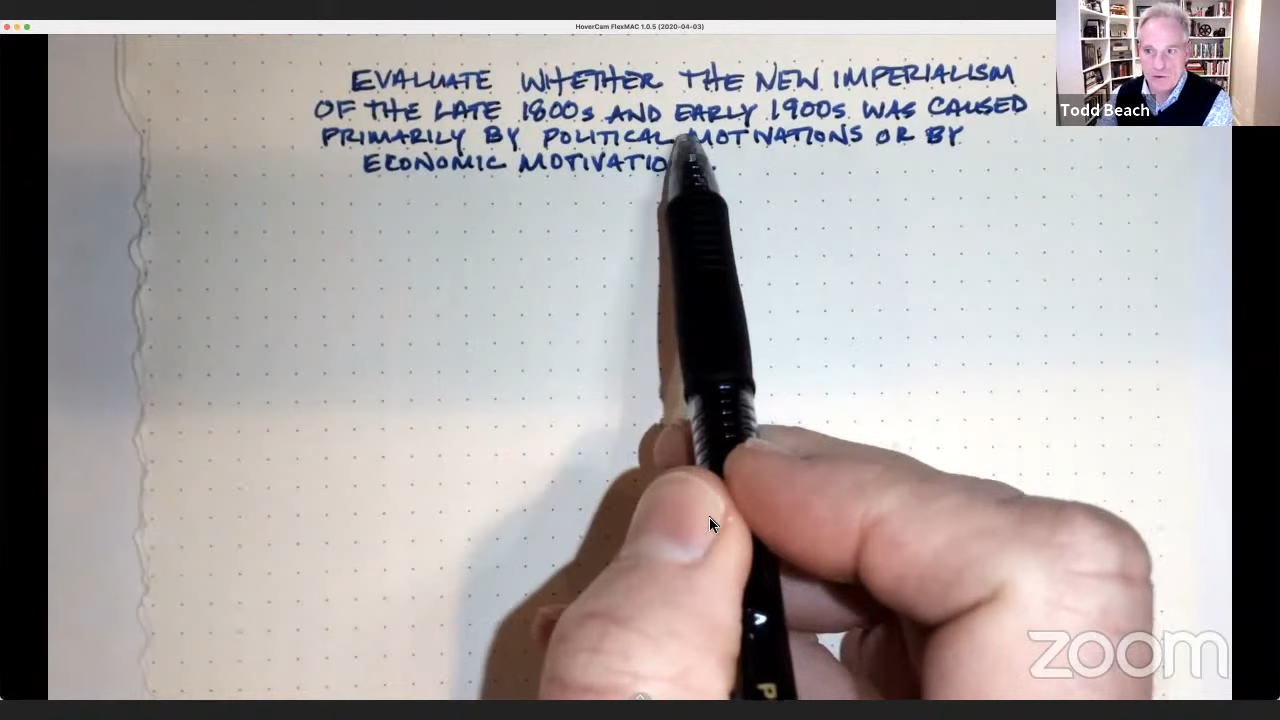 HoverCam FlexMAC 1.0.5 (2020-04-03)
EVALUATE WHETHER THE NEW IMPERIALISM
OF THE LATE 1800s AND EARLY 1900s WAS CAUSED
PRIMARILY BY POLITICAL MOTIVATIONS OR BY
ECONOMIC MOTIVATIO
Todd Beach
zoom
P